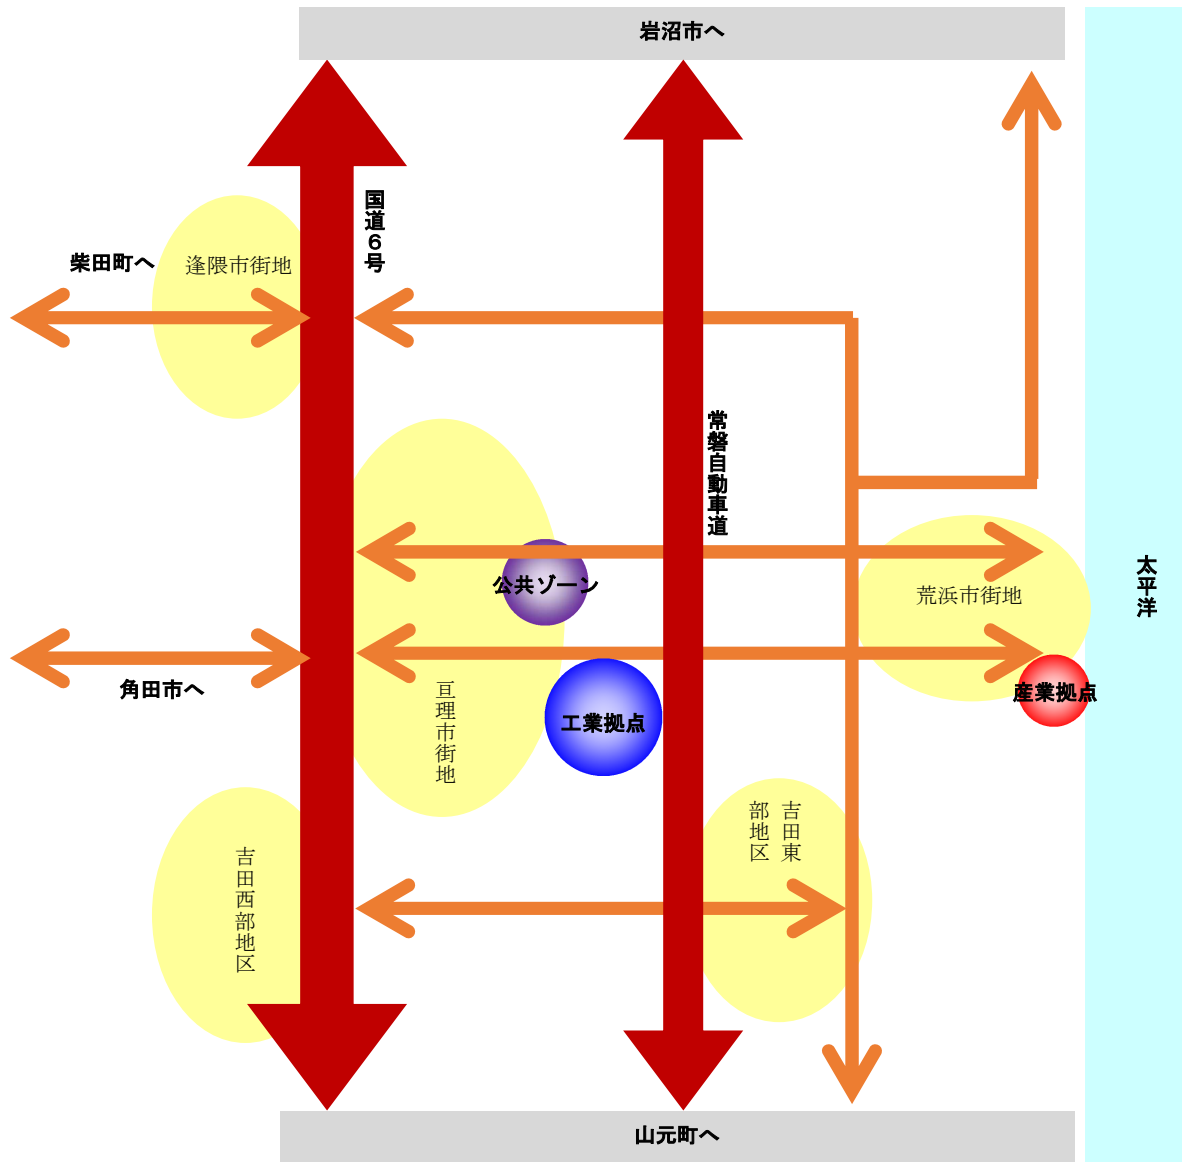 岩沼市へ
国道６号
柴田町へ
逢隈市街地
常磐自動車道
太平洋
公共ゾーン
荒浜市街地
角田市へ
亘理市街地
産業拠点
工業拠点
吉田東
部地区
吉田西部地区
山元町へ